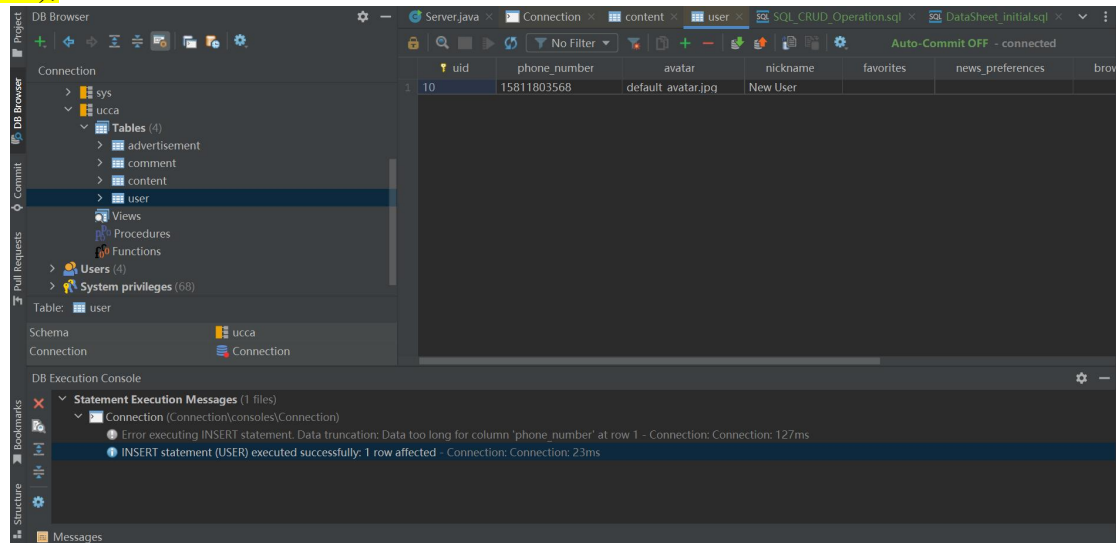 Project
DB Browser
Server.java
Connection
content
user
SQL_CRUD_Operation.sql
DataSheet_initial.sql
No Filter
Auto-Commit OFF - connected
Connection
uid
phone_number
avatar
nickname
favorites
news_preferences
brow
1
10
15811803568
default_avatar.jpg
New User
sys
ucca
Tables (4)
advertisement
comment
content
user
Views
Procedures
Functions
Users (4)
System privileges (68)
DB Browser
Commit
Pull Requests
Table: user
Schema
ucca
Connection
Connection
DB Execution Console
Statement Execution Messages (1 files)
Connection (Connection\consoles\Connection)
Error executing INSERT statement. Data truncation: Data too long for column 'phone_number' at row 1 - Connection: Connection: 127ms
INSERT statement (USER) executed successfully: 1 row affected - Connection: Connection: 23ms
Bookmarks
Structure
Messages